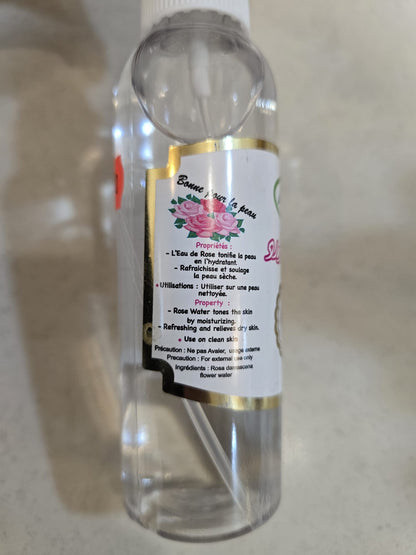 Bonne pour la peau
Propriétés :
- L'Eau de Rose tonifie la peau
en l'hydratant.
- Rafraichisse et soulage
la peau sèche.
• Utilisations : Utiliser sur une peau
nettoyée.
Property :
- Rose Water tones the skin
by moisturizing.
- Refreshing and relieves dry skin.
• Use on clean skin
Précaution : Ne pas Avaler, usage externe
Precaution : For external use only
Ingrédients : Rose damascena
flower water